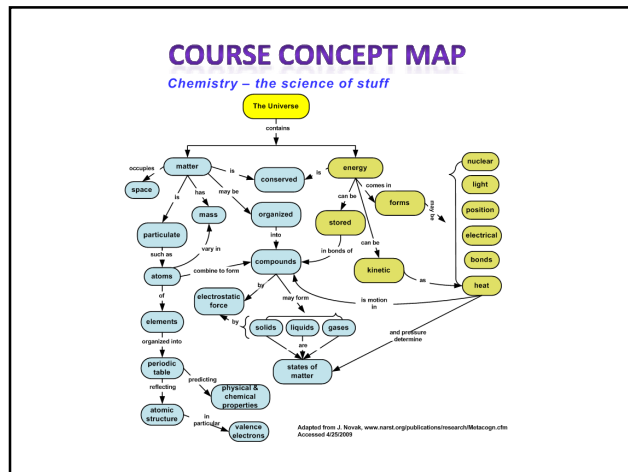 COURSE CONCEPT MAP
Chemistry – the science of stuff
The Universe
contains
occupies
matter
is
conserved
is
energy
nuclear
space
is
has
may be
mass
can be
comes in
forms
may be
light
particulate
organized
stored
position
such as
vary in
into
in bonds of
can be
electrical
atoms
combine to form
compounds
kinetic
as
bonds
heat
of
by
electrostatic
force
may form
is motion
in
elements
by
solids
liquids
gases
organized into
are
and pressure
determine
periodic
table
predicting
states of
matter
reflecting
physical &
chemical
properties
atomic
structure
in
particular
valence
electrons
Adapted from J. Novak, www.narst.org/publications/research/Metacogn.cfm
Accessed 4/25/2009